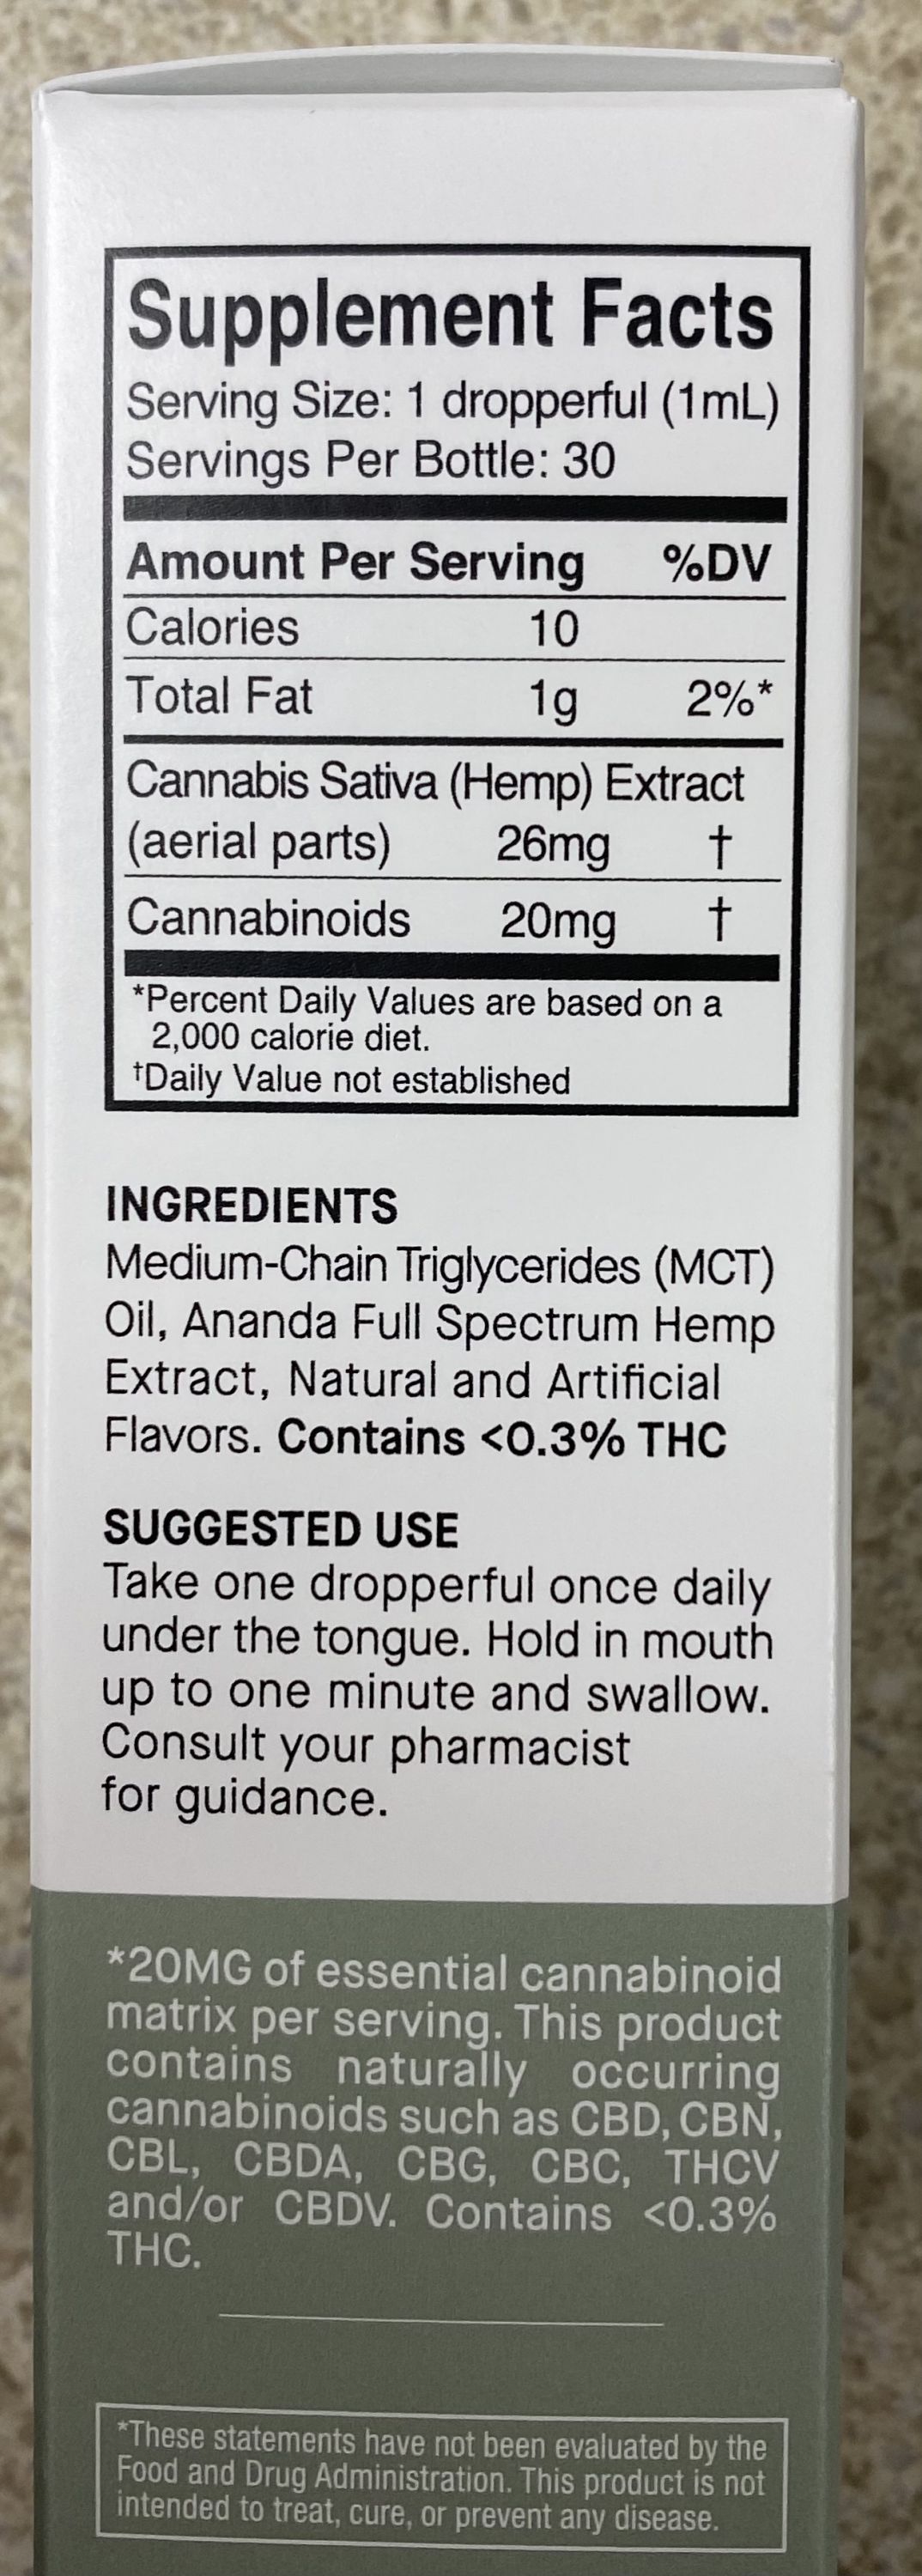 Supplement Facts
Serving Size: 1 dropperful (1mL)
Servings Per Bottle: 30
Amount Per Serving %DV
Calories 10
Total Fat 1g 2%*
Cannabis Sativa (Hemp) Extract
(aerial parts) 26mg †
Cannabinoids 20mg †
*Percent Daily Values are based on a
2,000 calorie diet.
†Daily Value not established
INGREDIENTS
Medium-Chain Triglycerides (MCT)
Oil, Ananda Full Spectrum Hemp
Extract, Natural and Artificial
Flavors. Contains <0.3% THC
SUGGESTED USE
Take one dropperful once daily
under the tongue. Hold in mouth
up to one minute and swallow.
Consult your pharmacist
for guidance.
*20MG of essential cannabinoid
matrix per serving. This product
contains naturally occurring
cannabinoids such as CBD, CBN,
CBL, CBDA, CBG, CBC, THCV
and/or CBDV. Contains <0.3%
THC.
*These statements have not been evaluated by the
Food and Drug Administration. This product is not
intended to treat, cure, or prevent any disease.